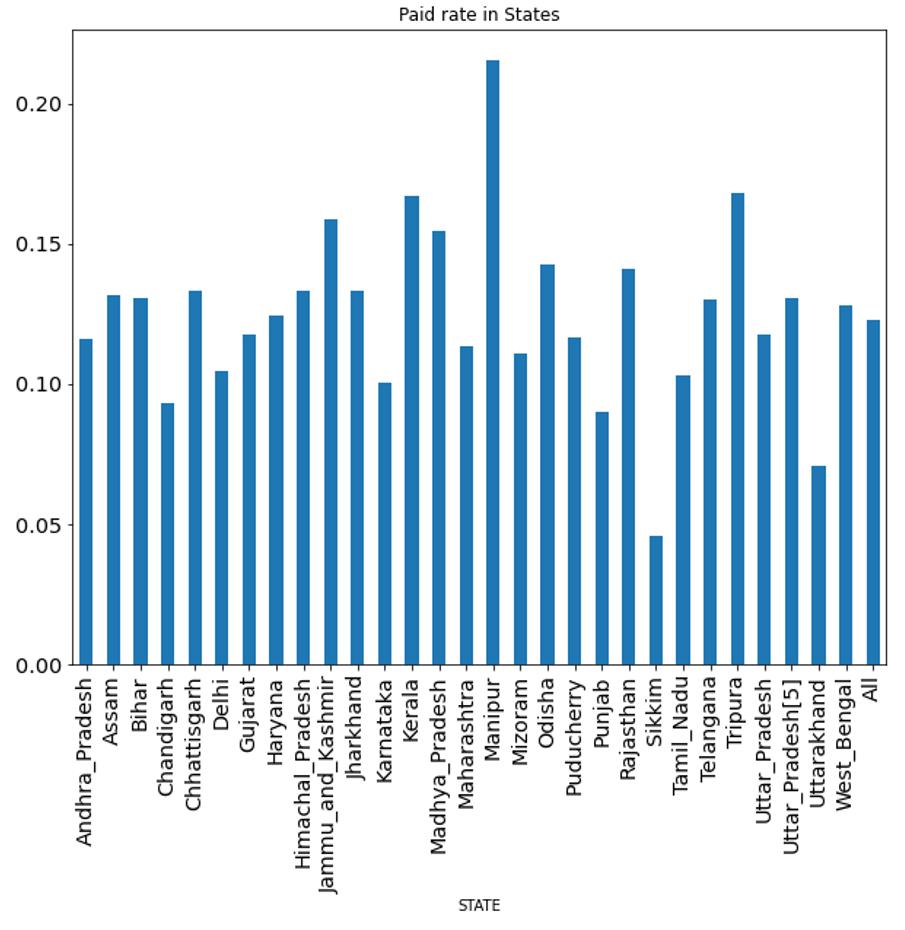 Paid rate in States
0.20
0.15
0.10
0.05
0.00
Andhra_Pradesh
Assam
Bihar
Chandigarh
Chhattisgarh
Delhi
Gujarat
Haryana
Himachal_Pradesh
Jammu_and_Kashmir
Jharkhand
Karnataka
Kerala
Madhya_Pradesh
Maharashtra
Manipur
Mizoram
Odisha
Puducherry
Punjab
Rajasthan
Sikkim
Tamil_Nadu
Telangana
Tripura
Uttar_Pradesh
Uttar_Pradesh[5]
Uttarakhand
West_Bengal
All
STATE